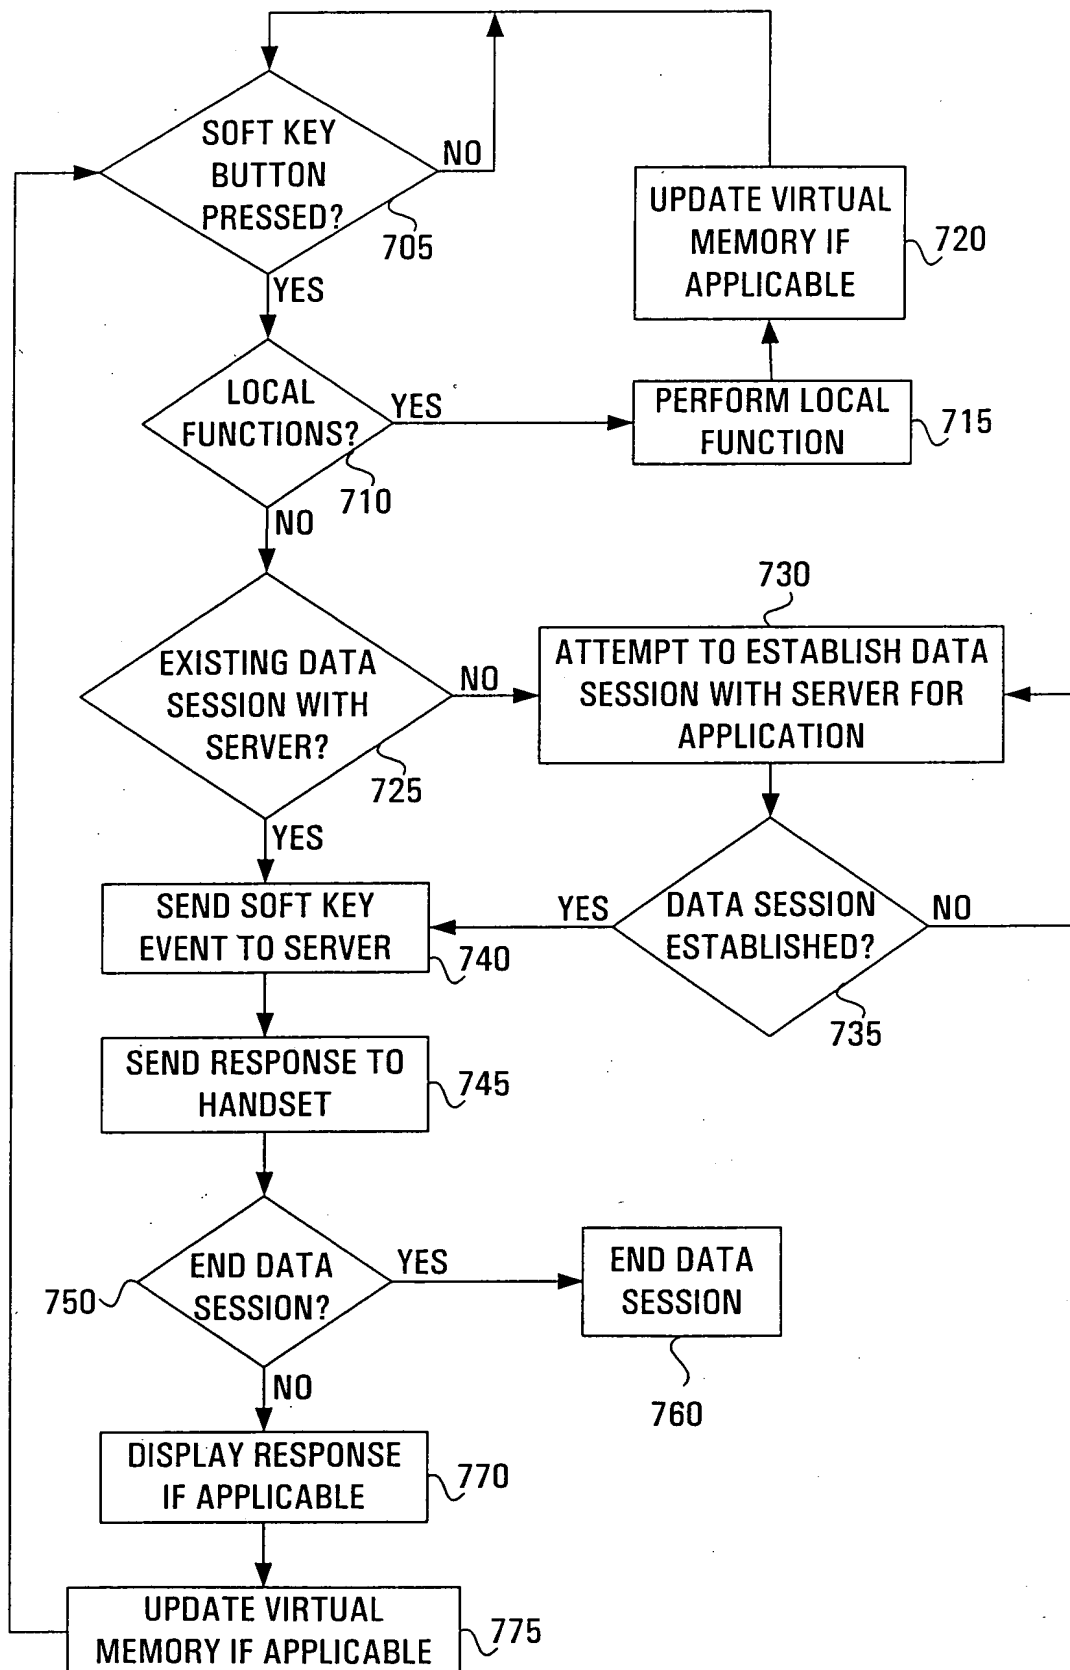 SOFT KEY
BUTTON
PRESSED?
NO
705
YES
UPDATE VIRTUAL
MEMORY IF
APPLICABLE
720
LOCAL
FUNCTIONS?
YES
710
NO
PERFORM LOCAL
FUNCTION
715
EXISTING DATA
SESSION WITH
SERVER?
NO
725
YES
730
ATTEMPT TO ESTABLISH DATA
SESSION WITH SERVER FOR
APPLICATION
DATA SESSION
ESTABLISHED?
YES
NO
735
SEND SOFT KEY
EVENT TO SERVER
740
SEND RESPONSE TO
HANDSET
745
END DATA
SESSION?
YES
750
NO
END DATA
SESSION
760
DISPLAY RESPONSE
IF APPLICABLE
770
UPDATE VIRTUAL
MEMORY IF APPLICABLE
775